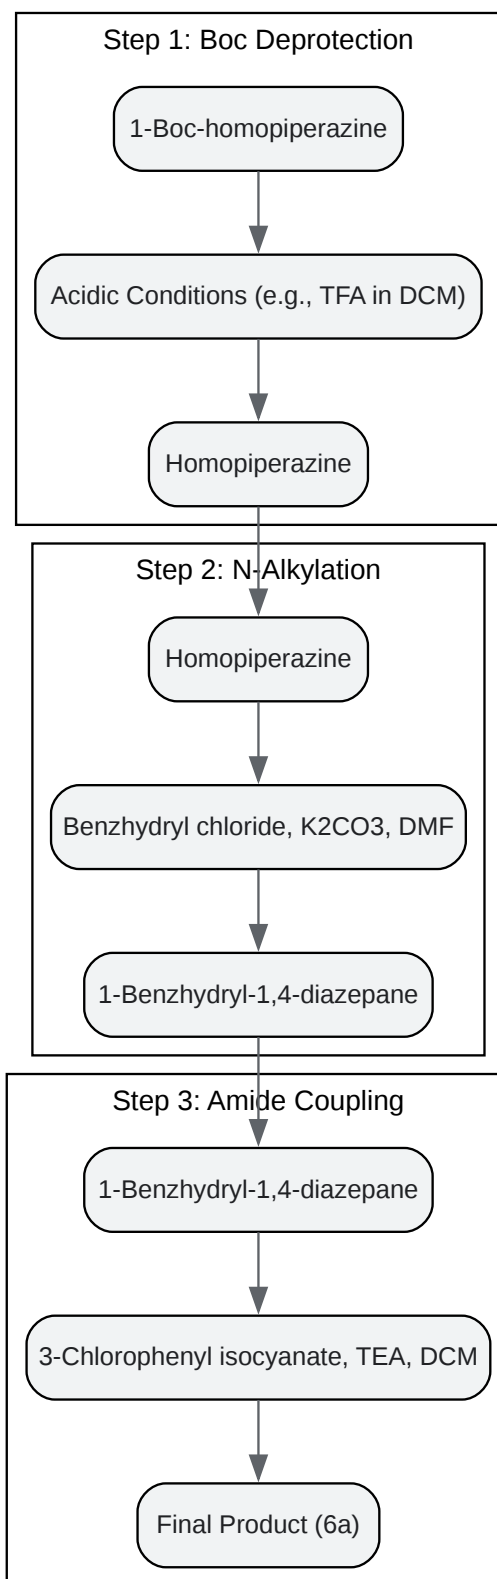 Step 1: Boc Deprotection
1-Boc-homopiperazine
Acidic Conditions (e.g., TFA in DCM)
Homopiperazine
Step 2: N-Alkylation
Homopiperazine
Benzhydryl chloride, K2CO3, DMF
1-Benzhydryl-1,4-diazepane
Step 3: Amide Coupling
1-Benzhydryl-1,4-diazepane
3-Chlorophenyl isocyanate, TEA, DCM
Final Product (6a)